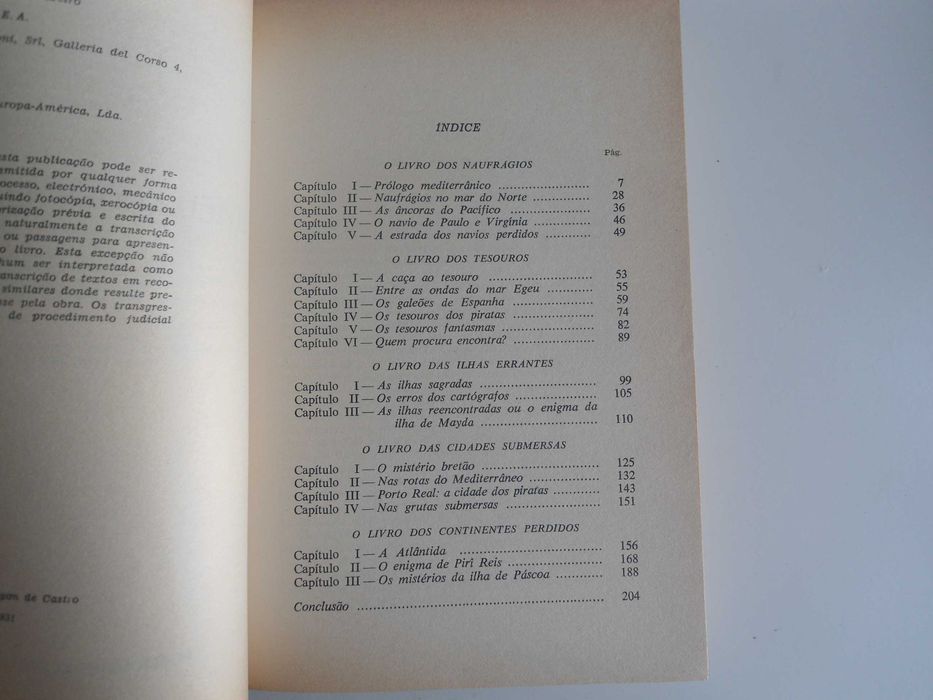 E. A.
Srl, Galleria del Corso 4,
uropa-América, Lda.
sta publicação pode ser re-
mitida por qualquer forma
ocesso, electrónico, mecânico
uindo fotocópia, xerocópia ou
rização prévia e escrita do
naturalmente a transcrição
ou passagens para apresen-
o livro. Esta excepção não
hum ser interpretada como
transcrição de textos em reco-
similares donde resulte pre-
sse pela obra. Os transgres-
de procedimento judicial
de Castro
ÍNDICE
Pág.
O LIVRO DOS NAUFRÁGIOS
Capítulo I — Prólogo mediterrânico ........................ 7
Capítulo II — Naufrágios no mar do Norte ............... 28
Capítulo III — As âncoras do Pacífico ..................... 36
Capítulo IV — O navio de Paulo e Virgínia ............... 46
Capítulo V — A estrada dos navios perdidos ............ 49
O LIVRO DOS TESOUROS
Capítulo I — A caça ao tesouro ........................... 53
Capítulo II — Entre as ondas do mar Egeu ............... 55
Capítulo III — Os galeões de Espanha ..................... 59
Capítulo IV — Os tesouros dos piratas ..................... 74
Capítulo V — Os tesouros fantasmas ........................ 82
Capítulo VI — Quem procura encontra? ..................... 89
O LIVRO DAS ILHAS ERRANTES
Capítulo I — As ilhas sagradas .............................. 99
Capítulo II — Os erros dos cartógrafos ..................... 105
Capítulo III — As ilhas reencontradas ou o enigma da
ilha de Mayda .............................. 110
O LIVRO DAS CIDADES SUBMERSAS
Capítulo I — O mistério bretão .............................. 125
Capítulo II — Nas rotas do Mediterrâneo .................. 132
Capítulo III — Porto Real: a cidade dos piratas ............ 143
Capítulo IV — Nas grutas submersas ........................ 151
O LIVRO DOS CONTINENTES PERDIDOS
Capítulo I — A Atlântida .................................... 156
Capítulo II — O enigma de Pirî Reis ........................ 168
Capítulo III — Os mistérios da ilha de Páscoa ............ 188
Conclusão ............................................................ 204